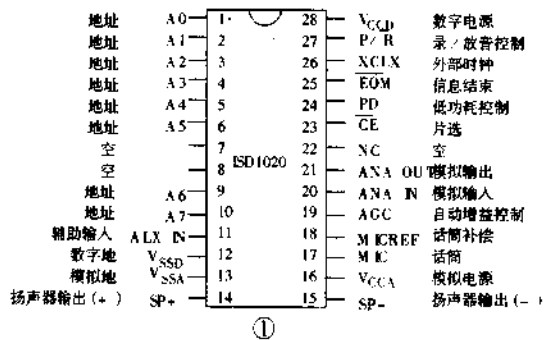 地址 A0 1 28 V_CCD 数字电源
地址 A1 2 27 P/R 录/放音控制
地址 A2 3 26 XCLX 外部时钟
地址 A3 4 25 EOM 信息结束
地址 A4 5 24 PD 低功耗控制
地址 A5 6 23 CE 片选
空 7 22 NC 空
空 8 ISD1020 21 ANA OUT 模拟输出
地址 A6 9 20 ANA IN 模拟输入
地址 A7 10 19 AGC 自动增益控制
辅助输入 ALX IN 11 18 MICREF 话筒补偿
数字地 V_SSD 12 17 MIC 话筒
模拟地 V_SSA 13 16 V_CCA 模拟电源
扬声器输出(+) SP+ 14 15 SP- 扬声器输出(-)
①